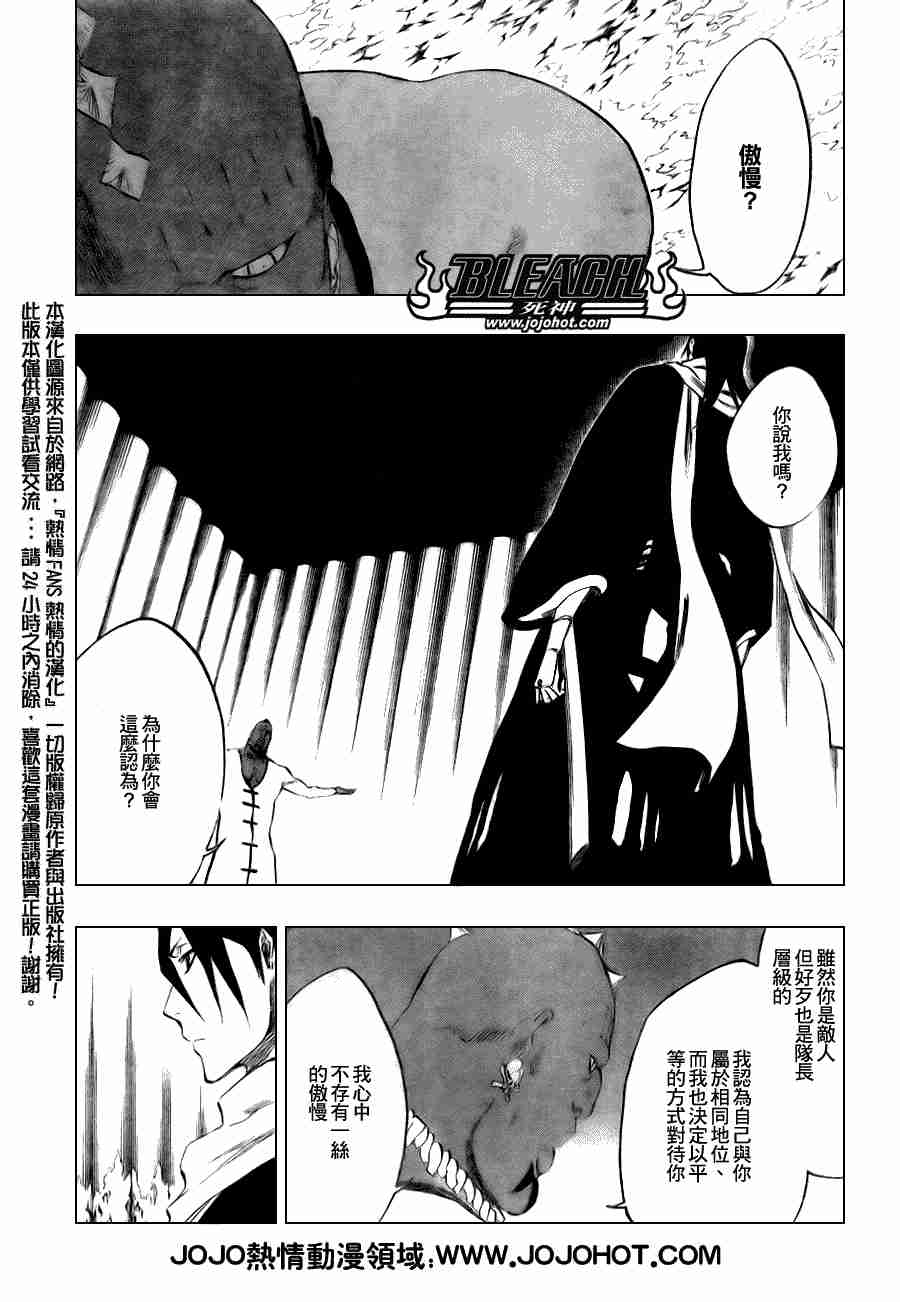 傲慢？
BLEACH
死神
www.jojohot.com
你說我嗎？
為什麼你會
這麼認為？
雖然你是敵人
但好歹也是隊長
層級的
我認為自己與你
屬於相同地位、
而我也決定以平
等的方式對待你
我心中
不存有一絲
的傲慢
本漢化圖源來自於網路，『熱情FANS熱情的漢化』一切版權歸原作者與出版社擁有！
此版本僅供學習試看交流... 請24小時之內消除，喜歡這套漫畫請購買正版！謝謝。
JOJO熱情動漫領域:WWW.JOJOHOT.COM